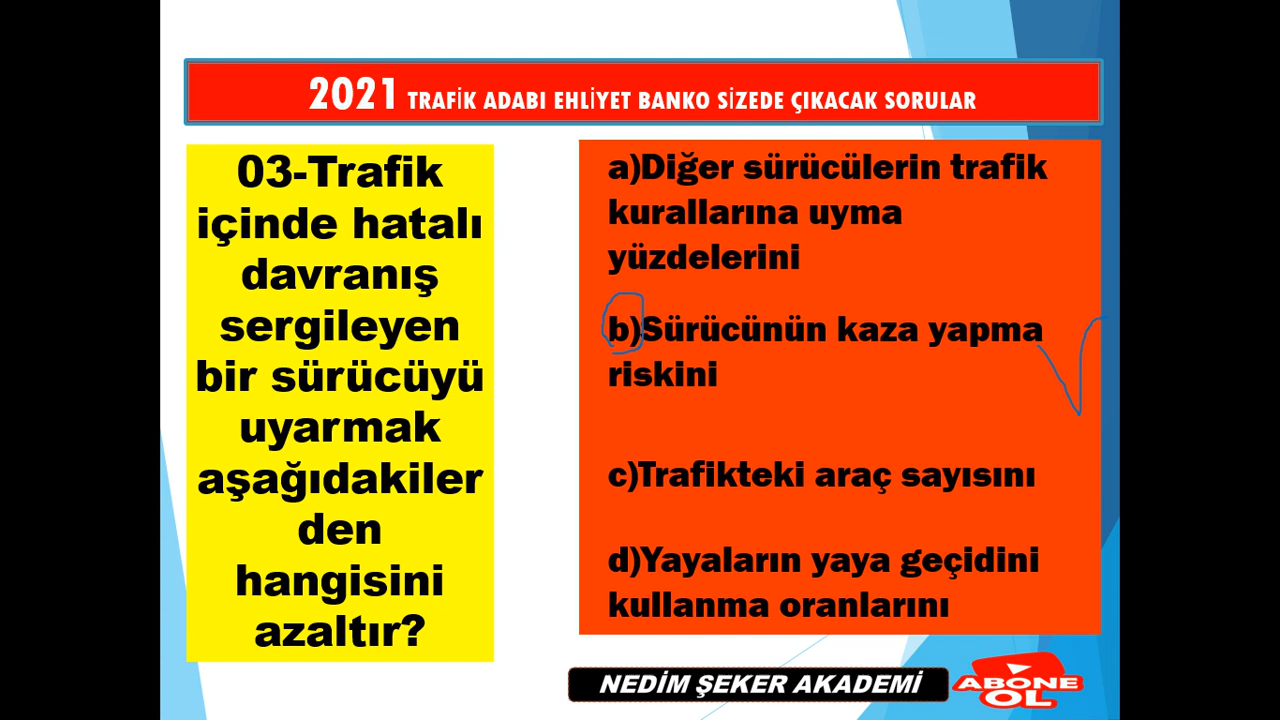 2021 TRAFİK ADABI EHLİYET BANKO SİZEDE ÇIKACAK SORULAR
03-Trafik
içinde hatalı
davranış
sergileyen
bir sürücüyü
uyarmak
aşağıdakiler
den
hangisini
azaltır?
a)Diğer sürücülerin trafik
kurallarına uyma
yüzdelerini
b)Sürücünün kaza yapma
riskini
c)Trafikteki araç sayısını
d)Yayaların yaya geçidini
kullanma oranlarını
NEDİM ŞEKER AKADEMİ
ABONE
OL